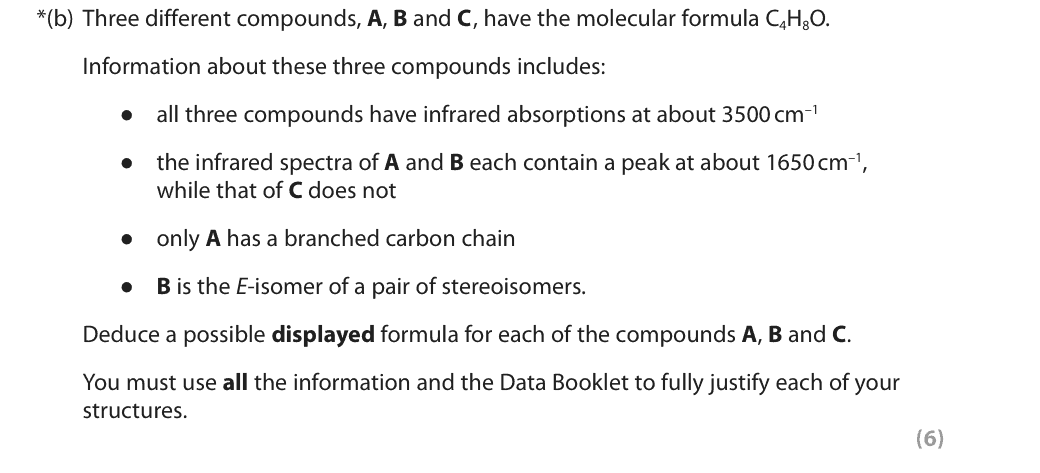 *(b) Three different compounds, A, B and C, have the molecular formula C₄H₈O.
Information about these three compounds includes:
● all three compounds have infrared absorptions at about 3500 cm⁻¹
● the infrared spectra of A and B each contain a peak at about 1650 cm⁻¹,
while that of C does not
● only A has a branched carbon chain
● B is the E-isomer of a pair of stereoisomers.
Deduce a possible displayed formula for each of the compounds A, B and C.
You must use all the information and the Data Booklet to fully justify each of your
structures.
(6)